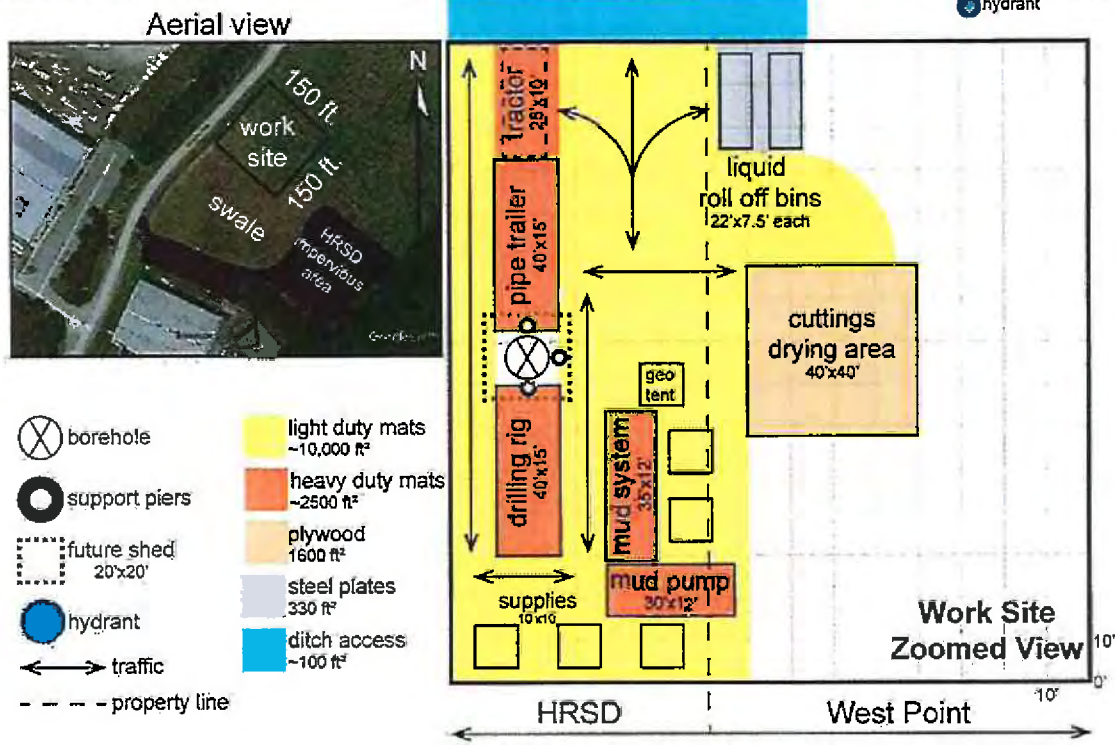 Aerial view
N
150 ft.
work
site
150 ft.
swale
HRSD
impervious
area
borehole
support piers
future shed
20'x20'
hydrant
traffic
property line
light duty mats
~10,000 ft²
heavy duty mats
~2500 ft²
plywood
1600 ft²
steel plates
330 ft²
ditch access
~100 ft²
hydrant
tractor
25'x10'
pipe trailer
40'x15'
drilling rig
40'x15'
liquid
roll off bins
22'x7.5' each
cuttings
drying area
40'x40'
geo
tent
mud system
35'x12'
mud pump
30'x12'
supplies
10'x10'
Work Site
Zoomed View
10'
0'
10'
HRSD
West Point